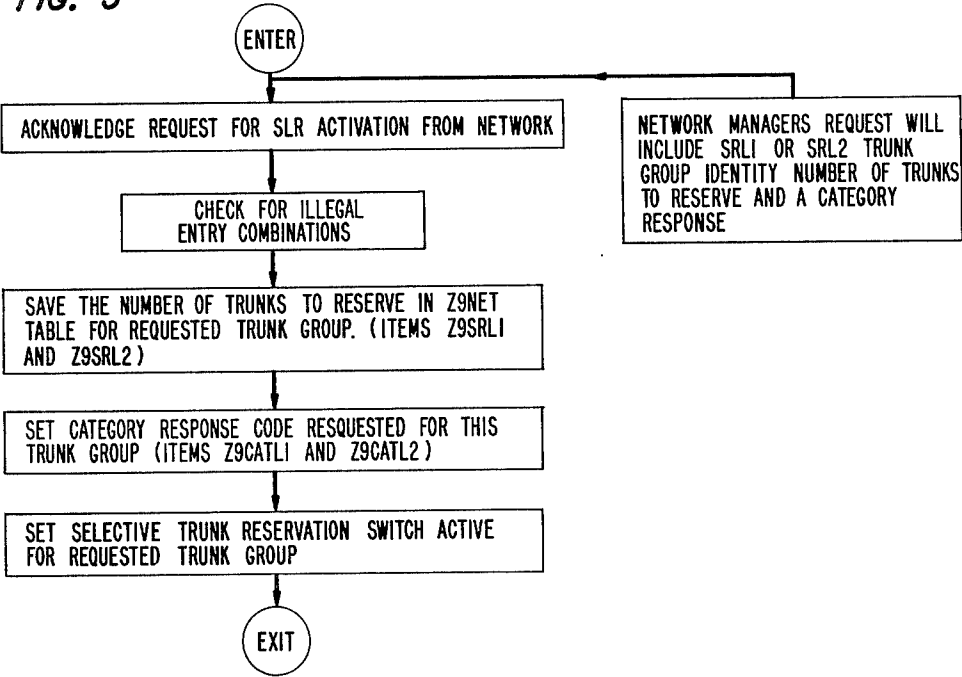 FIG. 5
ENTER
ACKNOWLEDGE REQUEST FOR SLR ACTIVATION FROM NETWORK
NETWORK MANAGERS REQUEST WILL
INCLUDE SRL1 OR SRL2 TRUNK
GROUP IDENTITY NUMBER OF TRUNKS
TO RESERVE AND A CATEGORY
RESPONSE
CHECK FOR ILLEGAL
ENTRY COMBINATIONS
SAVE THE NUMBER OF TRUNKS TO RESERVE IN Z9NET
TABLE FOR REQUESTED TRUNK GROUP. (ITEMS Z9SRL1
AND Z9SRL2)
SET CATEGORY RESPONSE CODE RESQUESTED FOR THIS
TRUNK GROUP (ITEMS Z9CATL1 AND Z9CATL2)
SET SELECTIVE TRUNK RESERVATION SWITCH ACTIVE
FOR REQUESTED TRUNK GROUP
EXIT